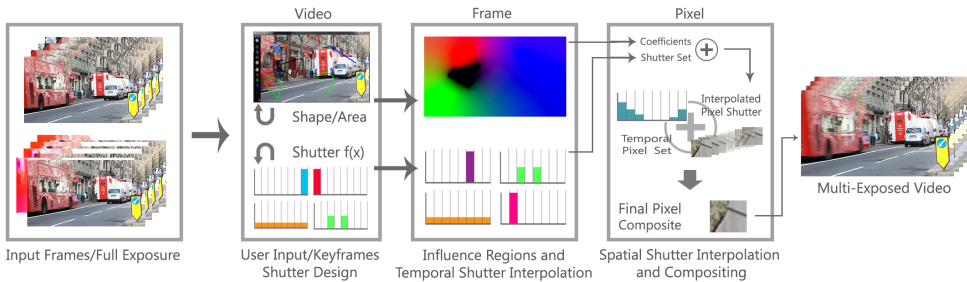 Video
Frame
Pixel
Coefficients
Shutter Set
Shape/Area
Shutter f(x)
Interpolated
Pixel Shutter
Temporal
Pixel Set
Final Pixel
Composite
Multi-Exposed Video
Input Frames/Full Exposure
User Input/Keyframes
Shutter Design
Influence Regions and
Temporal Shutter Interpolation
Spatial Shutter Interpolation
and Compositing